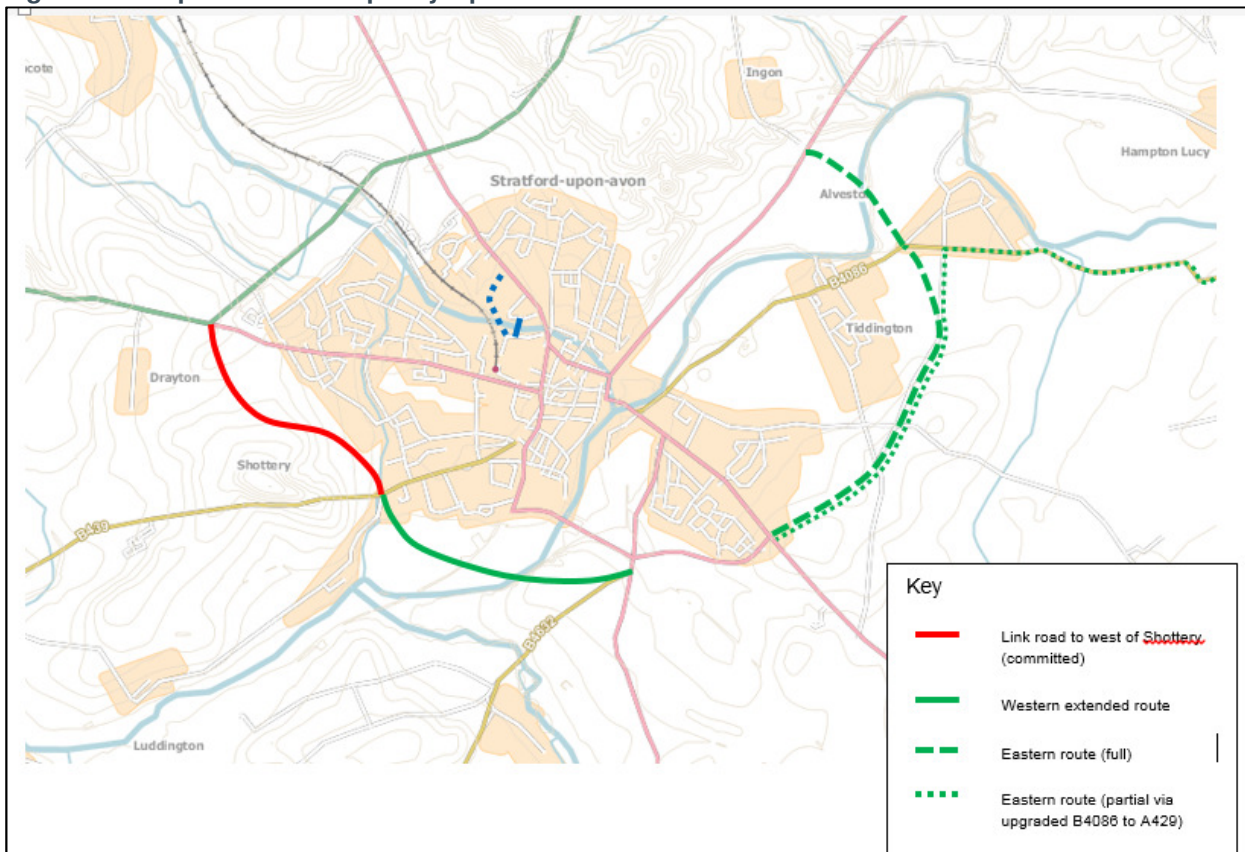 cote
Ingon
Hampton Lucy
Stratford-upon-avon
Alveston
B4086
Tiddington
Drayton
Shottery
B439
B4632
Luddington
Key
Link road to west of Shottery
(committed)
Western extended route
Eastern route (full)
Eastern route (partial via
upgraded B4086 to A429)